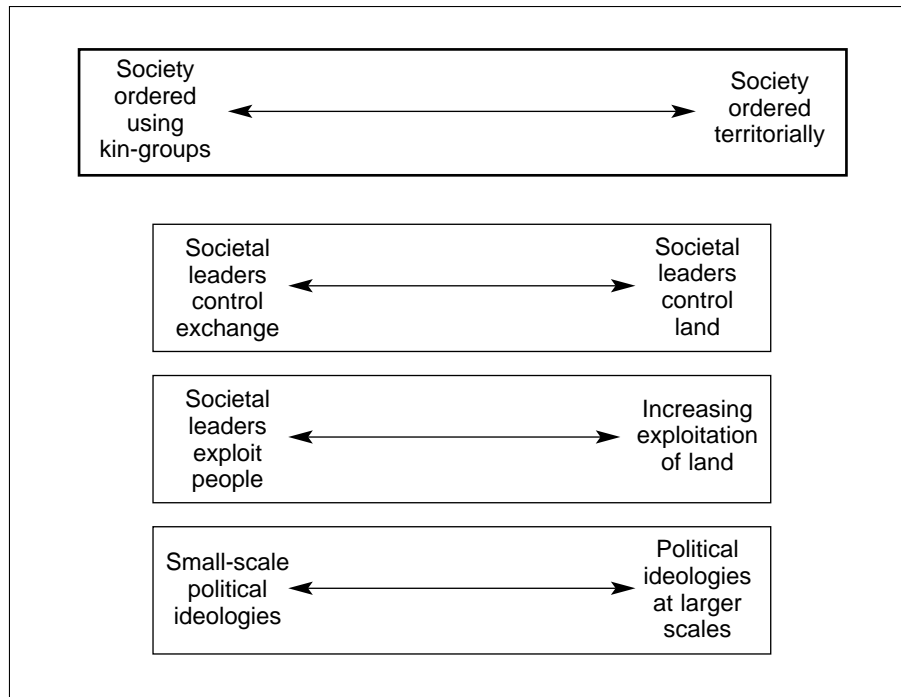 Society
ordered
using
kin-groups
Society
ordered
territorially
Societal
leaders
control
exchange
Societal
leaders
control
land
Societal
leaders
exploit
people
Increasing
exploitation
of land
Small-scale
political
ideologies
Political
ideologies
at larger
scales